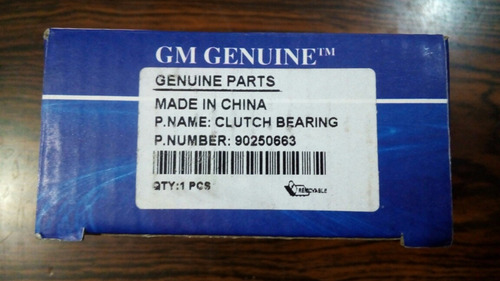 GM GENUINE™
GENUINE PARTS
MADE IN CHINA
P.NAME: CLUTCH BEARING
P.NUMBER: 90250663
QTY:1 PCS